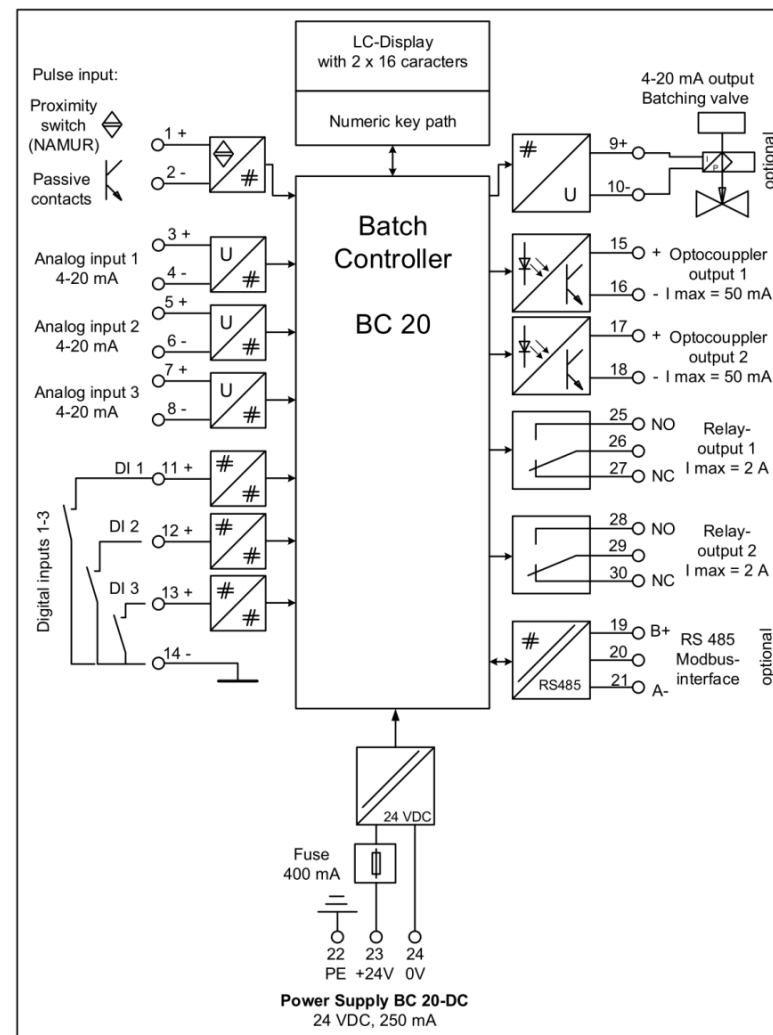 LC-Display
with 2 x 16 caracters
Numeric key path
Pulse input:
Proximity
switch
(NAMUR)
Passive
contacts
1 +
2 -
#
Analog input 1
4-20 mA
3 +
4 -
U
#
Analog input 2
4-20 mA
5 +
6 -
U
#
Analog input 3
4-20 mA
7 +
8 -
U
#
Digital inputs 1-3
DI 1
11 +
#
#
DI 2
12 +
#
#
DI 3
13 +
#
#
14 -
Batch
Controller
BC 20
4-20 mA output
Batching valve
optional
#
U
9+
10-
I
P
15
+ Optocouppler
output 1
16
- I max = 50 mA
17
+ Optocouppler
output 2
18
- I max = 50 mA
25
NO
26
27
NC
Relay-
output 1
I max = 2 A
28
NO
29
30
NC
Relay-
output 2
I max = 2 A
#
RS485
19
B+
20
21
A-
RS 485
Modbus-
interface
optional
24 VDC
Fuse
400 mA
22
PE
23
+24V
24
0V
Power Supply BC 20-DC
24 VDC, 250 mA